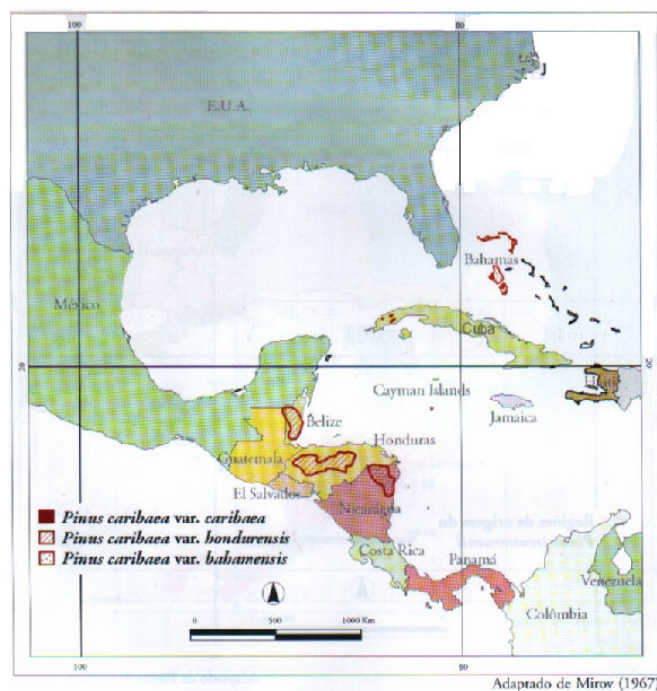 100
80
E.U.A.
Bahamas
México
Cuba
20
20
Cayman Islands
Jamaica
Belize
Honduras
Guatemala
El Salvador
Nicarágua
Pinus caribaea var. caribaea
Pinus caribaea var. hondurensis
Pinus caribaea var. bahamensis
Costa Rica
Panamá
Venezuela
Colômbia
0 500 1000 Km
100
80
Adaptado de Mirov (1967)